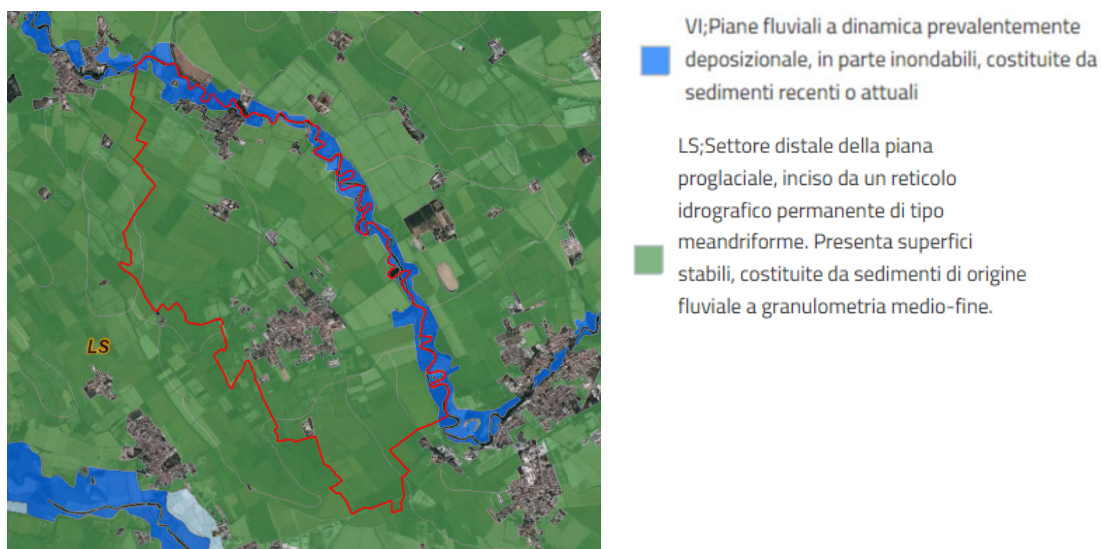 VI;Piane fluviali a dinamica prevalentemente
deposizionale, in parte inondabili, costituite da
sedimenti recenti o attuali
LS;Settore distale della piana
proglaciale, inciso da un reticolo
idrografico permanente di tipo
meandriforme. Presenta superfici
stabili, costituite da sedimenti di origine
fluviale a granulometria medio-fine.
LS